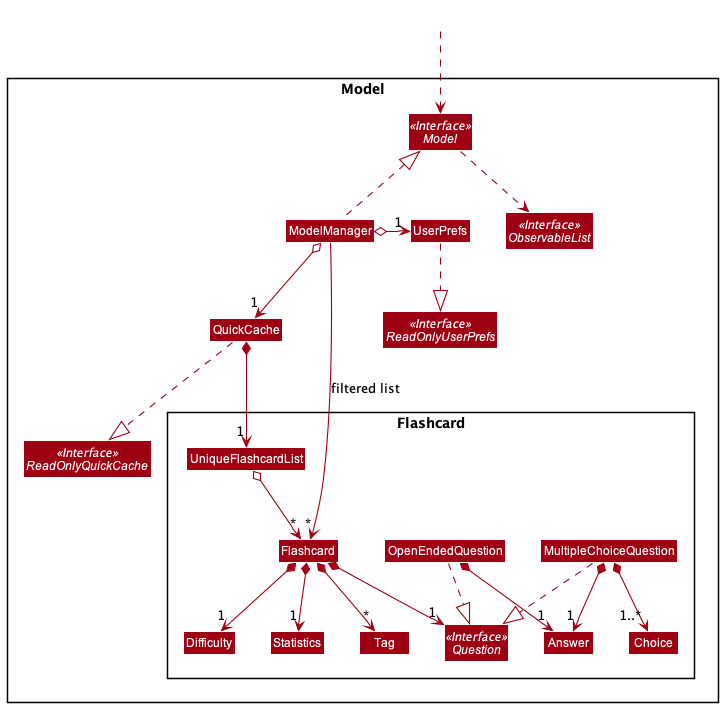 Model
«Interface»
Model
ModelManager
1
UserPrefs
«Interface»
ObservableList
1
QuickCache
«Interface»
ReadOnlyUserPrefs
filtered list
Flashcard
1
«Interface»
ReadOnlyQuickCache
UniqueFlashcardList
* *
Flashcard
OpenEndedQuestion
MultipleChoiceQuestion
1
1
*
1
1
1
1..*
Difficulty
Statistics
Tag
«Interface»
Question
Answer
Choice